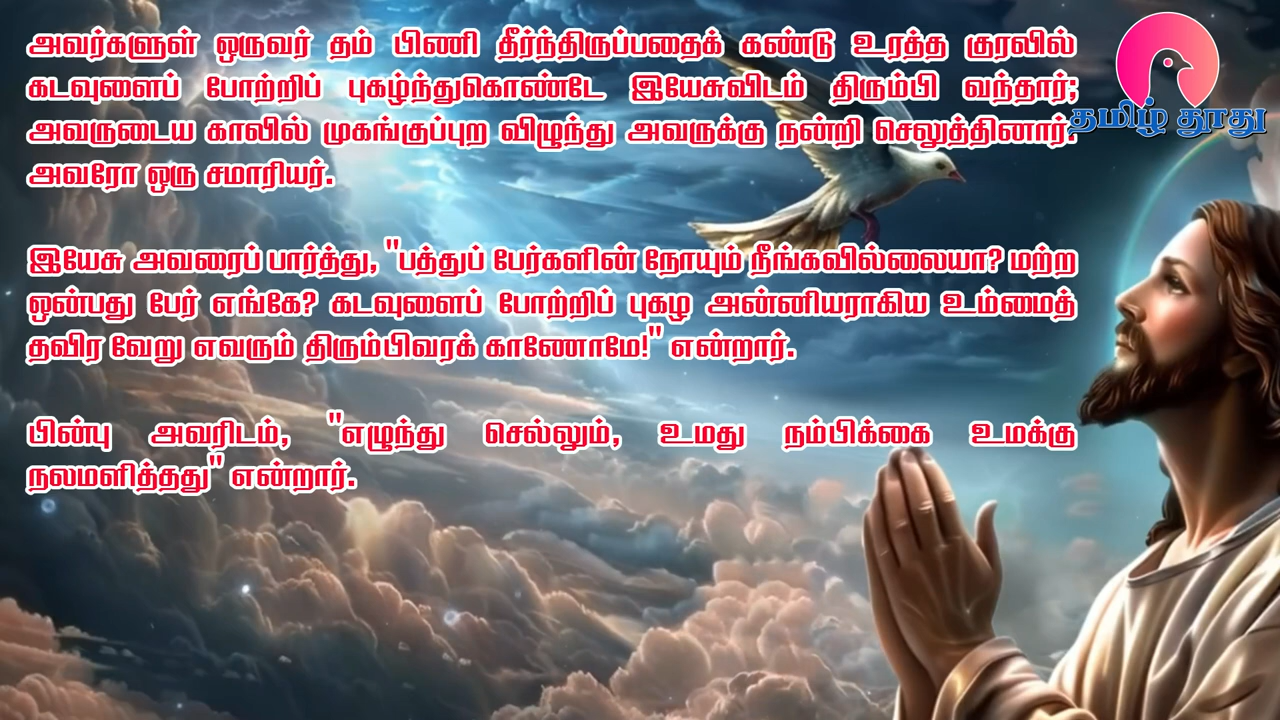 அவர்களுள் ஒருவர் தம் பிணி தீர்ந்திருப்பதைக் கண்டு உரத்த குரலில்
கடவுளைப் போற்றிப் புகழ்ந்துகொண்டே இயேசுவிடம் திரும்பி வந்தார்;
அவருடைய காலில் முகங்குப்புற விழுந்து அவருக்கு நன்றி செலுத்தினார்.
அவரோ ஒரு சமாரியர்.
தமிழ் தூது
இயேசு அவரைப் பார்த்து, "பத்துப் பேர்களின் நோயும் நீங்கவில்லையா? மற்ற
ஒன்பது பேர் எங்கே? கடவுளைப் போற்றிப் புகழ அன்னியராகிய உம்மைத்
தவிர வேறு எவரும் திரும்பிவரக் காணோமே!" என்றார்.
பின்பு அவரிடம், "எழுந்து செல்லும், உமது நம்பிக்கை உமக்கு
நலமளித்தது" என்றார்.